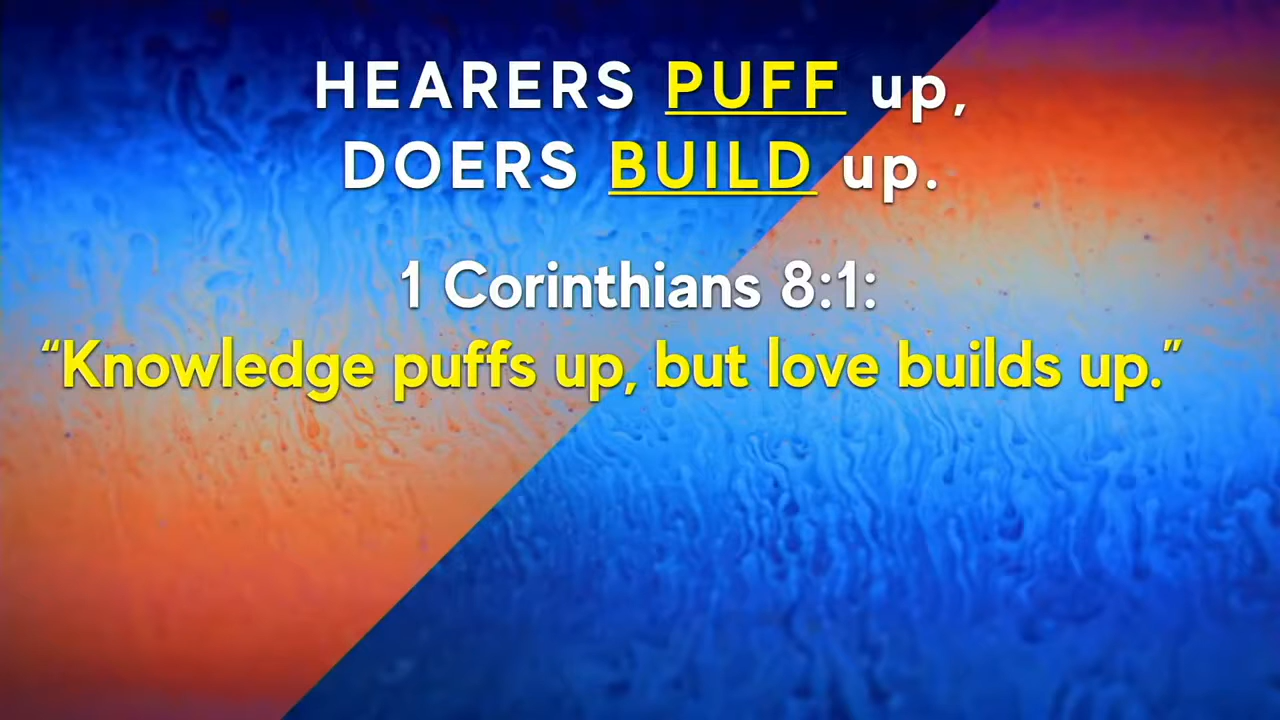 HEARERS PUFF up,
DOERS BUILD up.
1 Corinthians 8:1:
“Knowledge puffs up, but love builds up.”